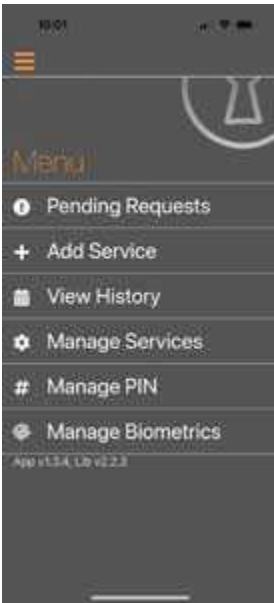 10:01
Menu
Pending Requests
Add Service
View History
Manage Services
# Manage PIN
Manage Biometrics
App v1.3.4, Lib v2.2.3